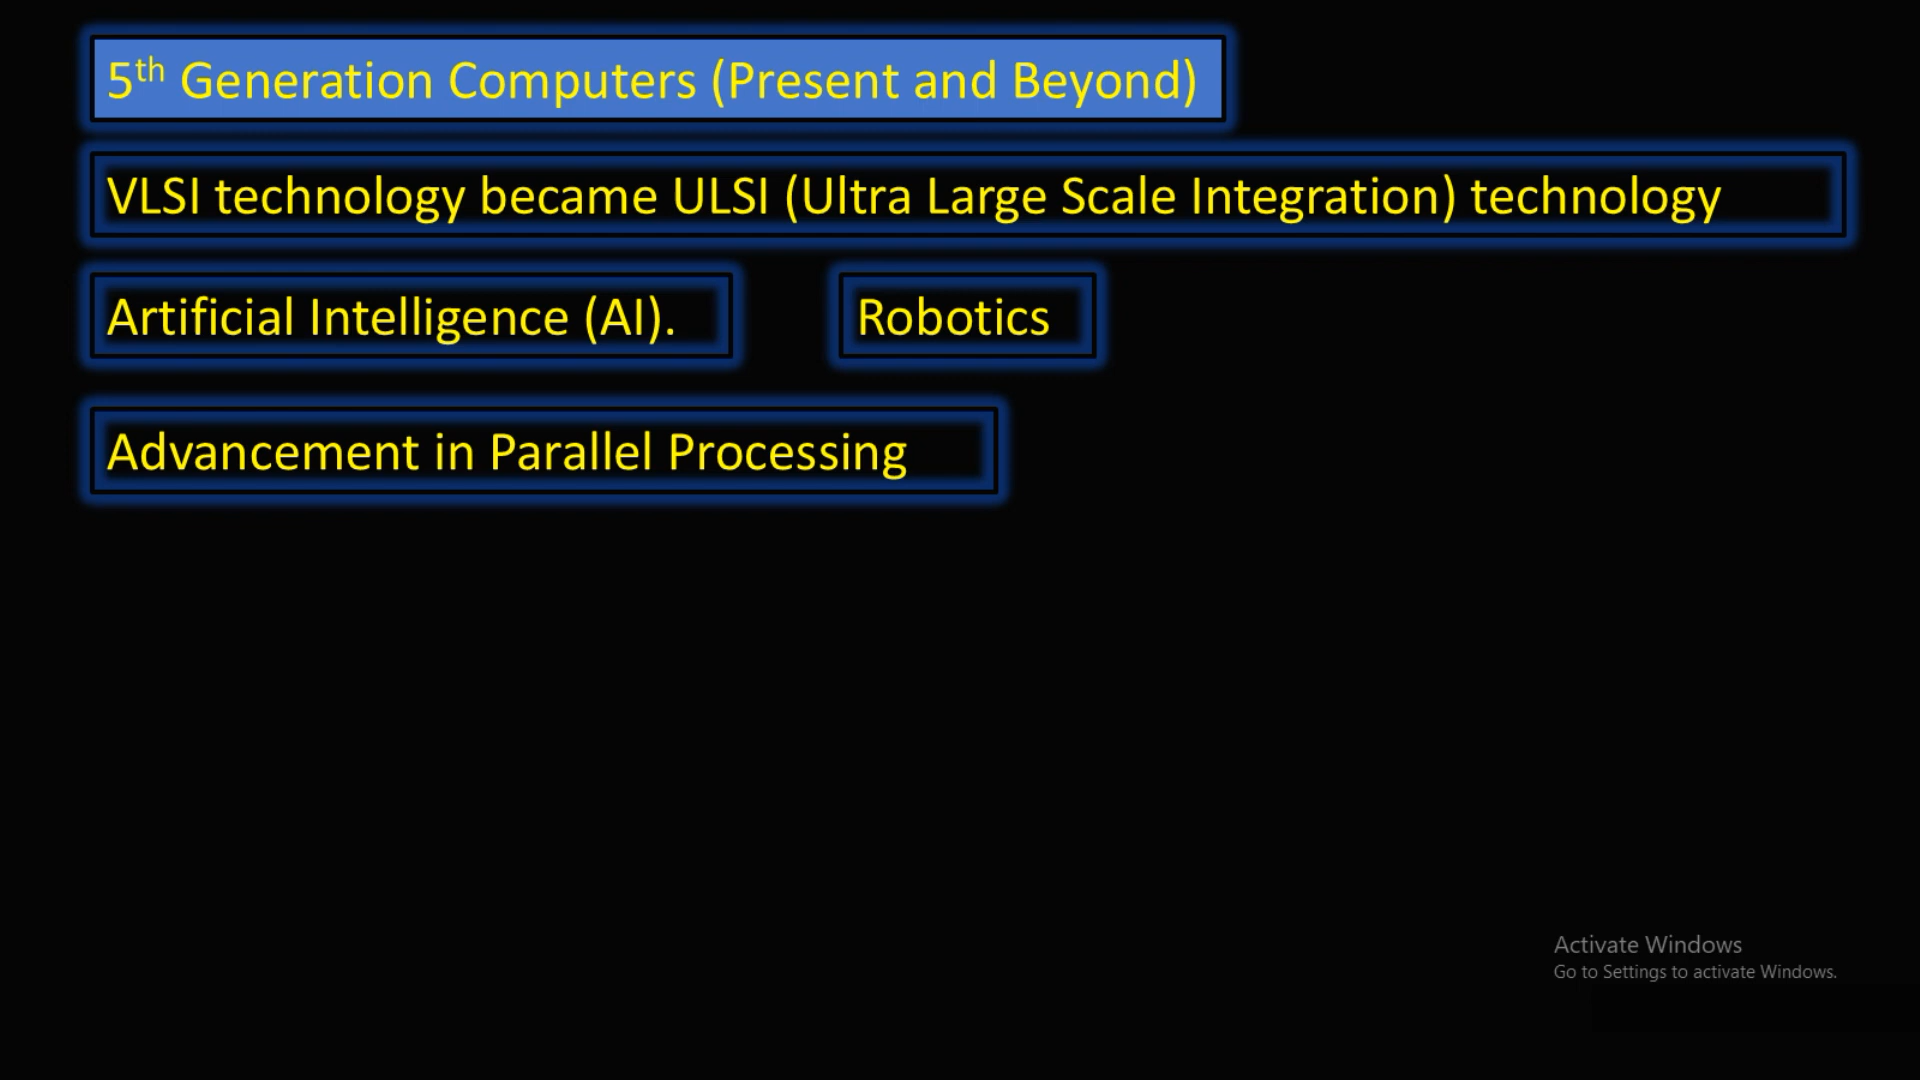 5th Generation Computers (Present and Beyond)
VLSI technology became ULSI (Ultra Large Scale Integration) technology
Artificial Intelligence (AI).
Robotics
Advancement in Parallel Processing
Activate Windows
Go to Settings to activate Windows.